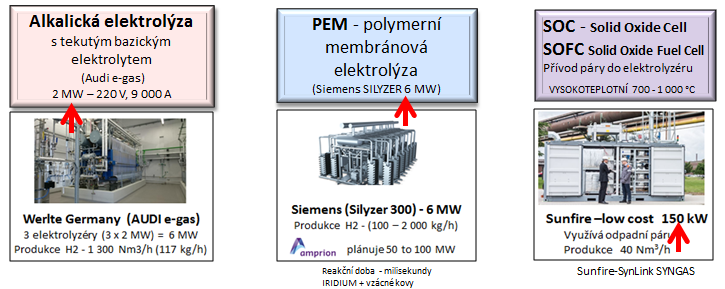 Alkalická elektrolýza
s tekutým bazickým
elektrolytem
(Audi e-gas)
2 MW – 220 V, 9 000 A
Werlte Germany (AUDI e-gas)
3 elektrolyzéry (3 x 2 MW) = 6 MW
Produkce H2 - 1 300 Nm3/h (117 kg/h)
PEM - polymerní
membránová
elektrolýza
(Siemens SILYZER 6 MW)
Siemens (Silyzer 300) - 6 MW
Produkce H2 - (100 – 2 000 kg/h)
amprion plánuje 50 to 100 MW
Reakční doba - milisekundy
IRIDIUM + vzácné kovy
SOC - Solid Oxide Cell
SOFC Solid Oxide Fuel Cell
Přívod páry do elektrolyzéru
VYSOKOTEPLOTNÍ 700 - 1 000 °C
Sunfire –low cost 150 kW
Využívá odpadní páru
Produkce 40 Nm³/h
Sunfire-SynLink SYNGAS